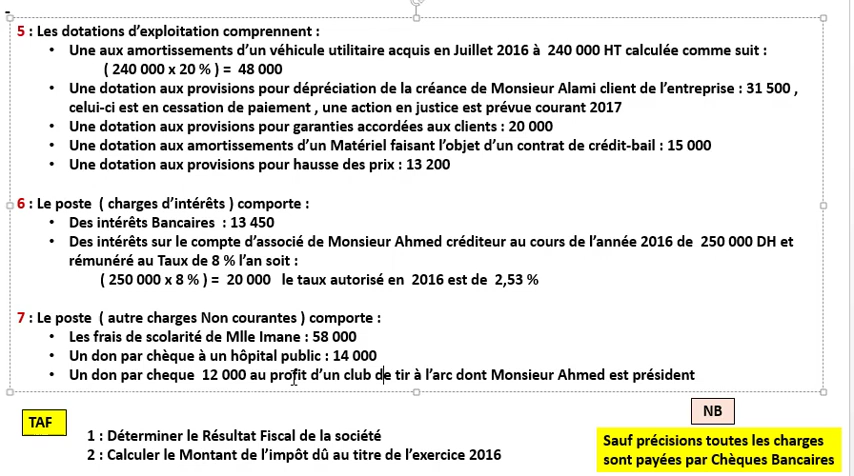 5 : Les dotations d'exploitation comprennent :
• Une aux amortissements d'un véhicule utilitaire acquis en Juillet 2016 à 240 000 HT calculée comme suit :
( 240 000 x 20 % ) = 48 000
• Une dotation aux provisions pour dépréciation de la créance de Monsieur Alami client de l'entreprise : 31 500 ,
celui-ci est en cessation de paiement , une action en justice est prévue courant 2017
• Une dotation aux provisions pour garanties accordées aux clients : 20 000
• Une dotation aux amortissements d'un Matériel faisant l'objet d'un contrat de crédit-bail : 15 000
• Une dotation aux provisions pour hausse des prix : 13 200
6 : Le poste ( charges d'intérêts ) comporte :
• Des intérêts Bancaires : 13 450
• Des intérêts sur le compte d'associé de Monsieur Ahmed créditeur au cours de l'année 2016 de 250 000 DH et
rémunéré au Taux de 8 % l'an soit :
( 250 000 x 8 % ) = 20 000 le taux autorisé en 2016 est de 2,53 %
7 : Le poste ( autre charges Non courantes ) comporte :
• Les frais de scolarité de Mlle Imane : 58 000
• Un don par chèque à un hôpital public : 14 000
• Un don par cheque 12 000 au profit d'un club de tir à l'arc dont Monsieur Ahmed est président
TAF
1 : Déterminer le Résultat Fiscal de la société
2 : Calculer le Montant de l'impôt dû au titre de l'exercice 2016
NB
Sauf précisions toutes les charges
sont payées par Chèques Bancaires